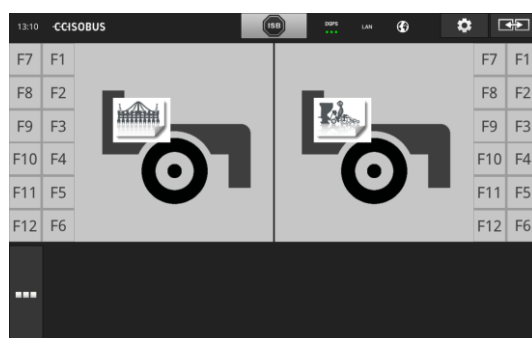 13:10 CCISOBUS ISB DGPS LAN
F7 F1 F7 F1
F8 F2 F8 F2
F9 F3 F9 F3
F10 F4 F10 F4
F11 F5 F11 F5
F12 F6 F12 F6